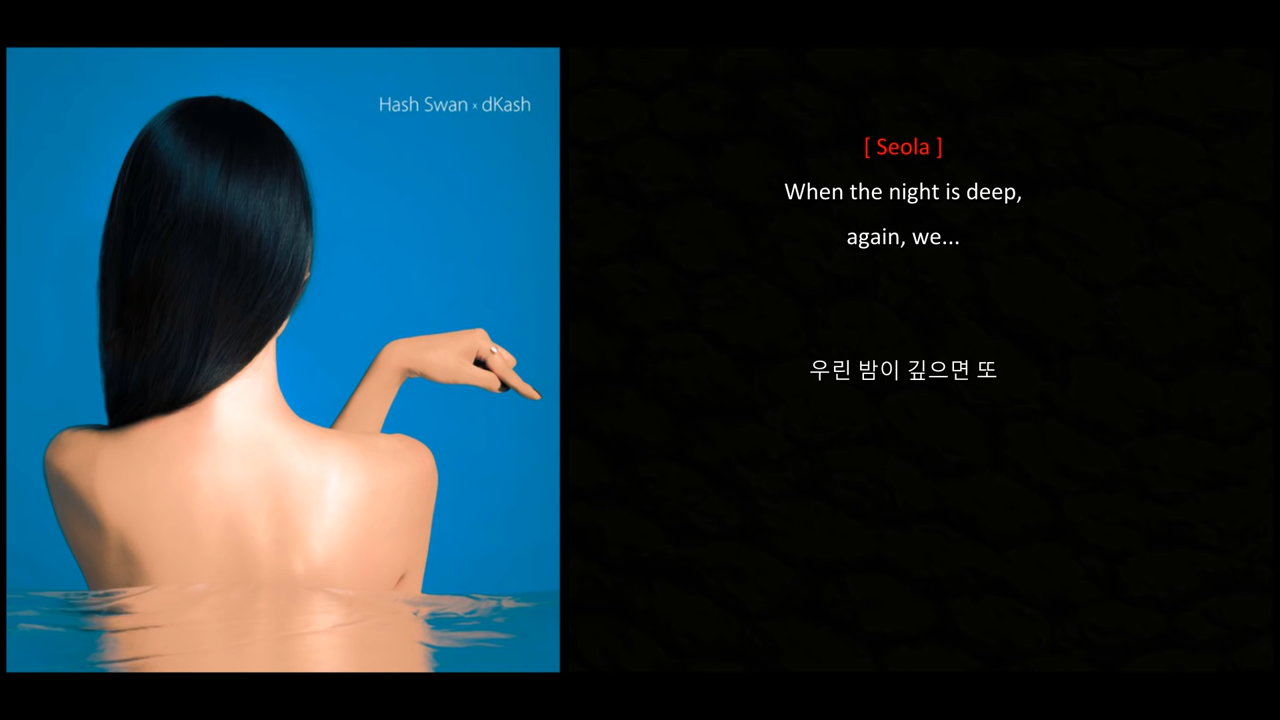 Hash Swan x dKash
[ Seola ]
When the night is deep,
again, we...
우린 밤이 깊으면 또